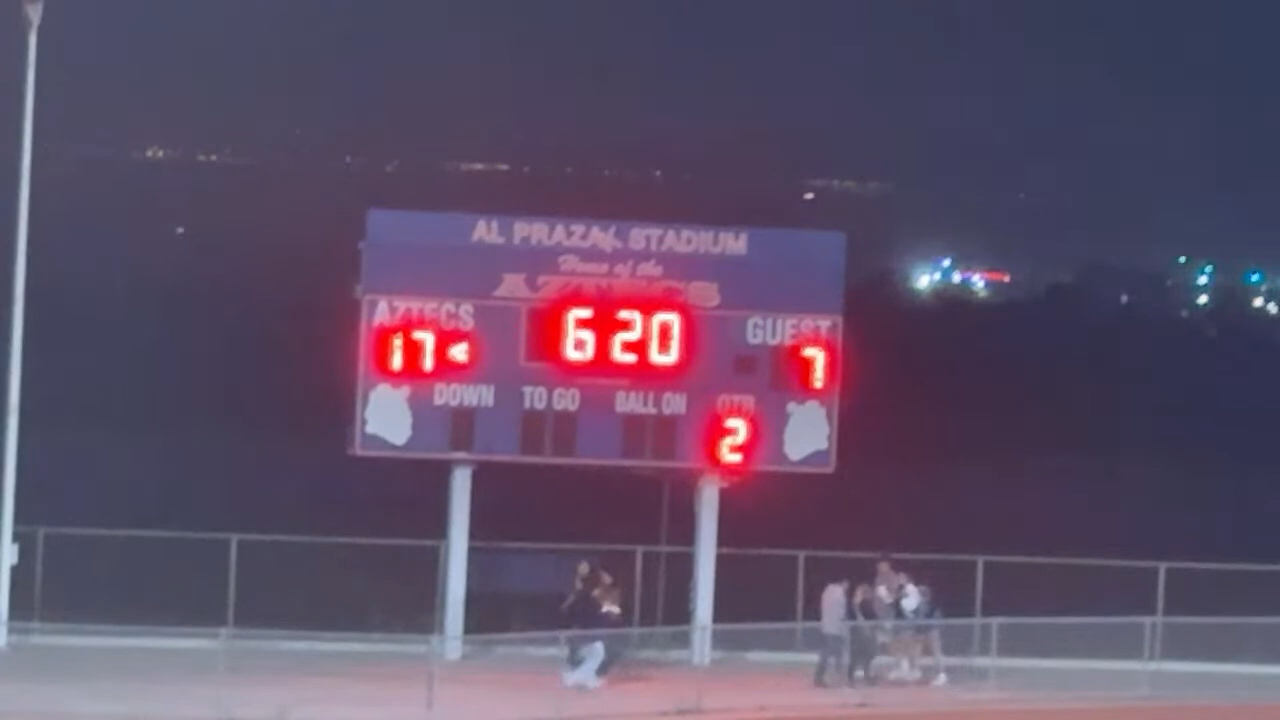 AL PRAZAK STADIUM
Home of the
AZTECS
AZTECS 6 20 GUEST
17 7
DOWN TO GO BALL ON QTR
2